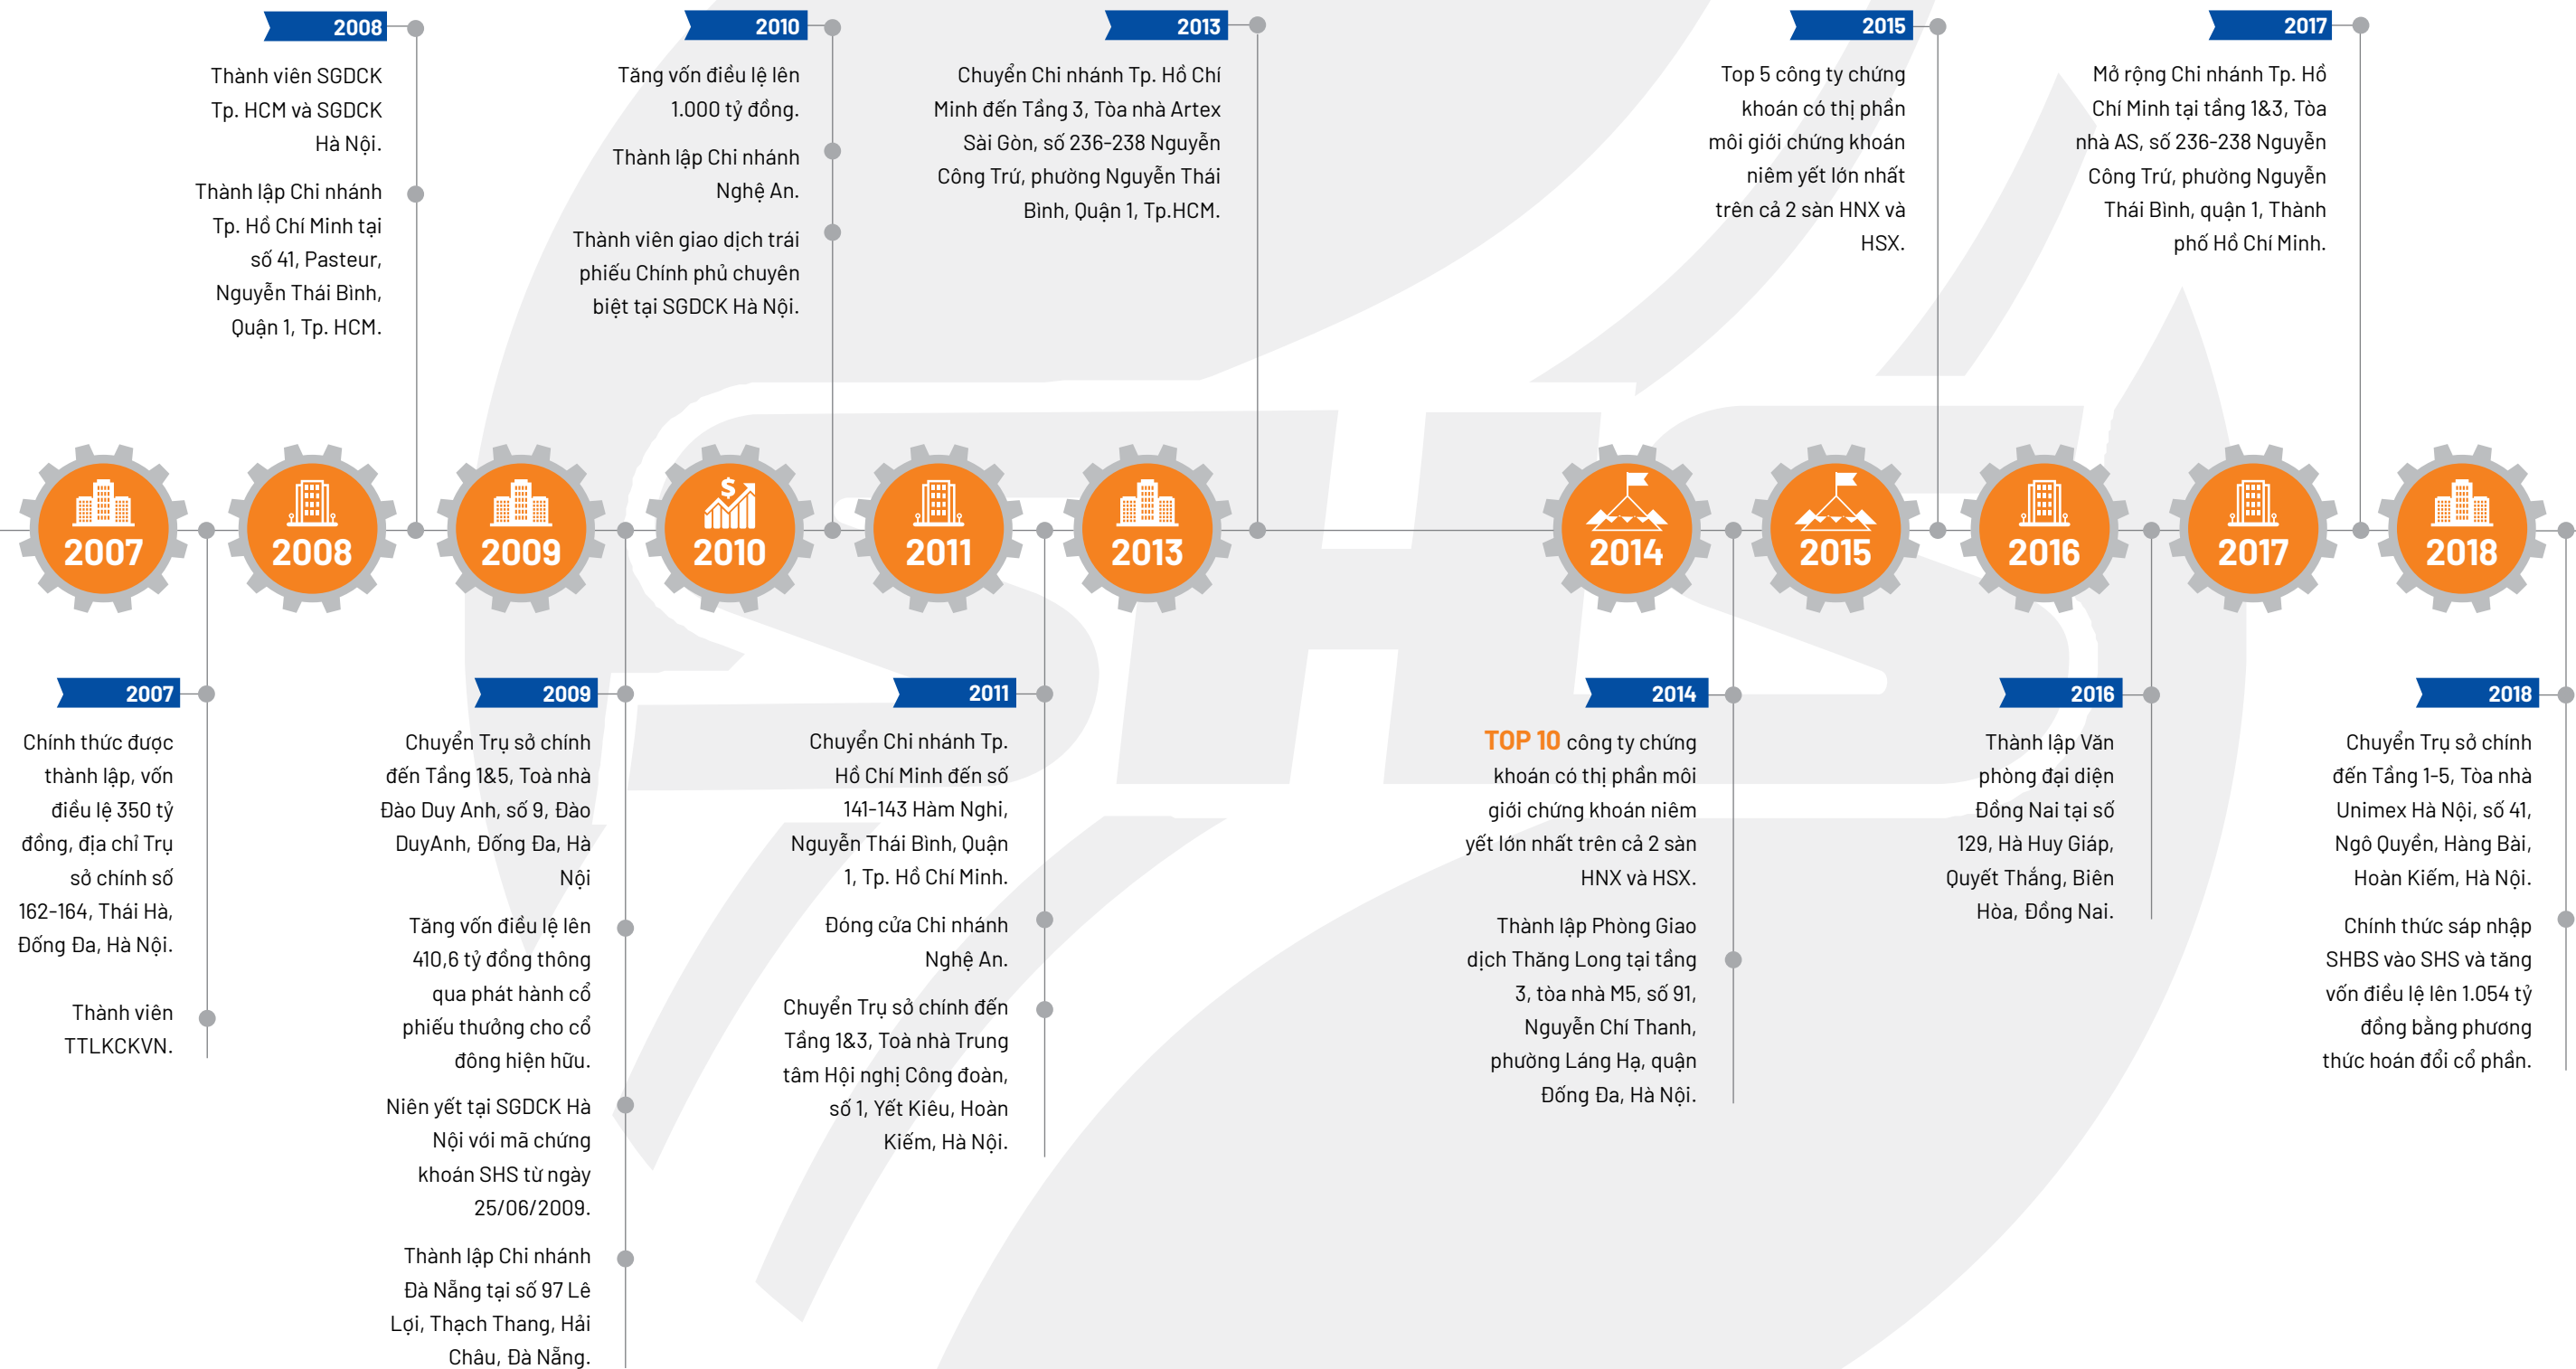 2008
Thành viên SGDCK
Tp. HCM và SGDCK
Hà Nội.
Thành lập Chi nhánh
Tp. Hồ Chí Minh tại
số 41, Pasteur,
Nguyễn Thái Bình,
Quận 1, Tp. HCM.
2010
Tăng vốn điều lệ lên
1.000 tỷ đồng.
Thành lập Chi nhánh
Nghệ An.
Thành viên giao dịch trái
phiếu Chính phủ chuyên
biệt tại SGDCK Hà Nội.
2013
Chuyển Chi nhánh Tp. Hồ Chí
Minh đến Tầng 3, Tòa nhà Artex
Sài Gòn, số 236-238 Nguyễn
Công Trứ, phường Nguyễn Thái
Bình, Quận 1, Tp.HCM.
2015
Top 5 công ty chứng
khoán có thị phần
môi giới chứng khoán
niêm yết lớn nhất
trên cả 2 sàn HNX và
HSX.
2017
Mở rộng Chi nhánh Tp. Hồ
Chí Minh tại tầng 1&3, Tòa
nhà AS, số 236-238 Nguyễn
Công Trứ, phường Nguyễn
Thái Bình, quận 1, Thành
phố Hồ Chí Minh.
SHS
2007
2008
2009
2010
2011
2013
2014
2015
2016
2017
2018
2007
Chính thức được
thành lập, vốn
điều lệ 350 tỷ
đồng, địa chỉ Trụ
sở chính số
162-164, Thái Hà,
Đống Đa, Hà Nội.
Thành viên
TTLKCKVN.
2009
Chuyển Trụ sở chính
đến Tầng 1&5, Toà nhà
Đào Duy Anh, số 9, Đào
DuyAnh, Đống Đa, Hà
Nội
Tăng vốn điều lệ lên
410,6 tỷ đồng thông
qua phát hành cổ
phiếu thưởng cho cổ
đông hiện hữu.
Niên yết tại SGDCK Hà
Nội với mã chứng
khoán SHS từ ngày
25/06/2009.
Thành lập Chi nhánh
Đà Nẵng tại số 97 Lê
Lợi, Thạch Thang, Hải
Châu, Đà Nẵng.
2011
Chuyển Chi nhánh Tp.
Hồ Chí Minh đến số
141-143 Hàm Nghi,
Nguyễn Thái Bình, Quận
1, Tp. Hồ Chí Minh.
Đóng cửa Chi nhánh
Nghệ An.
Chuyển Trụ sở chính đến
Tầng 1&3, Toà nhà Trung
tâm Hội nghị Công đoàn,
số 1, Yết Kiêu, Hoàn
Kiếm, Hà Nội.
2014
TOP 10 công ty chứng
khoán có thị phần môi
giới chứng khoán niêm
yết lớn nhất trên cả 2 sàn
HNX và HSX.
Thành lập Phòng Giao
dịch Thăng Long tại tầng
3, tòa nhà M5, số 91,
Nguyễn Chí Thanh,
phường Láng Hạ, quận
Đống Đa, Hà Nội.
2016
Thành lập Văn
phòng đại diện
Đồng Nai tại số
129, Hà Huy Giáp,
Quyết Thắng, Biên
Hòa, Đồng Nai.
2018
Chuyển Trụ sở chính
đến Tầng 1-5, Tòa nhà
Unimex Hà Nội, số 41,
Ngô Quyền, Hàng Bài,
Hoàn Kiếm, Hà Nội.
Chính thức sáp nhập
SHBS vào SHS và tăng
vốn điều lệ lên 1.054 tỷ
đồng bằng phương
thức hoán đổi cổ phần.